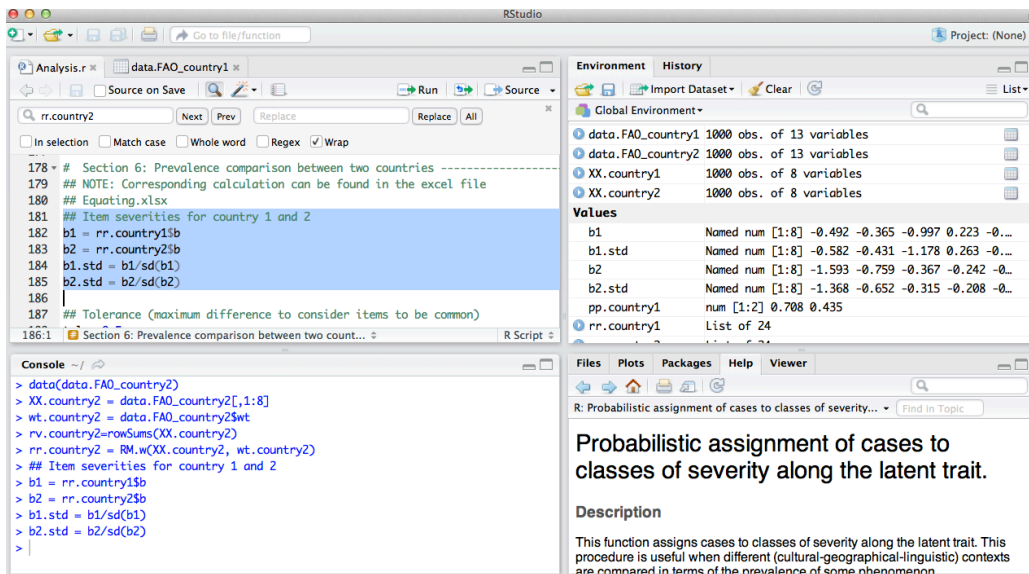 RStudio
Go to file/function
Project: (None)
Analysis.r
data.FAO_country1
Source on Save
Run
Source
rr.country2
Next
Prev
Replace
Replace
All
In selection
Match case
Whole word
Regex
Wrap
178 # Section 6: Prevalence comparison between two countries --------------------
179 ## NOTE: Corresponding calculation can be found in the excel file
180 ## Equating.xlsx
181 ## Item severities for country 1 and 2
182 b1 = rr.country1$b
183 b2 = rr.country2$b
184 b1.std = b1/sd(b1)
185 b2.std = b2/sd(b2)
186
187 ## Tolerance (maximum difference to consider items to be common)
186:1
Section 6: Prevalence comparison between two count...
R Script
Console ~/
> data(data.FAO_country2)
> XX.country2 = data.FAO_country2[,1:8]
> wt.country2 = data.FAO_country2$wt
> rv.country2=rowSums(XX.country2)
> rr.country2 = RM.w(XX.country2, wt.country2)
> ## Item severities for country 1 and 2
> b1 = rr.country1$b
> b2 = rr.country2$b
> b1.std = b1/sd(b1)
> b2.std = b2/sd(b2)
>
Environment
History
Import Dataset
Clear
List
Global Environment
data.FAO_country1 1000 obs. of 13 variables
data.FAO_country2 1000 obs. of 13 variables
XX.country1 1000 obs. of 8 variables
XX.country2 1000 obs. of 8 variables
Values
b1 Named num [1:8] -0.492 -0.365 -0.997 0.223 -0.…
b1.std Named num [1:8] -0.582 -0.431 -1.178 0.263 -0.…
b2 Named num [1:8] -1.593 -0.759 -0.367 -0.242 -0…
b2.std Named num [1:8] -1.368 -0.652 -0.315 -0.208 -0…
pp.country1 num [1:2] 0.708 0.435
rr.country1 List of 24
Files
Plots
Packages
Help
Viewer
R: Probabilistic assignment of cases to classes of severity...
Find in Topic
Probabilistic assignment of cases to
classes of severity along the latent trait.
Description
This function assigns cases to classes of severity along the latent trait. This
procedure is useful when different (cultural-geographical-linguistic) contexts
are compared in terms of the prevalence of some phenomenon